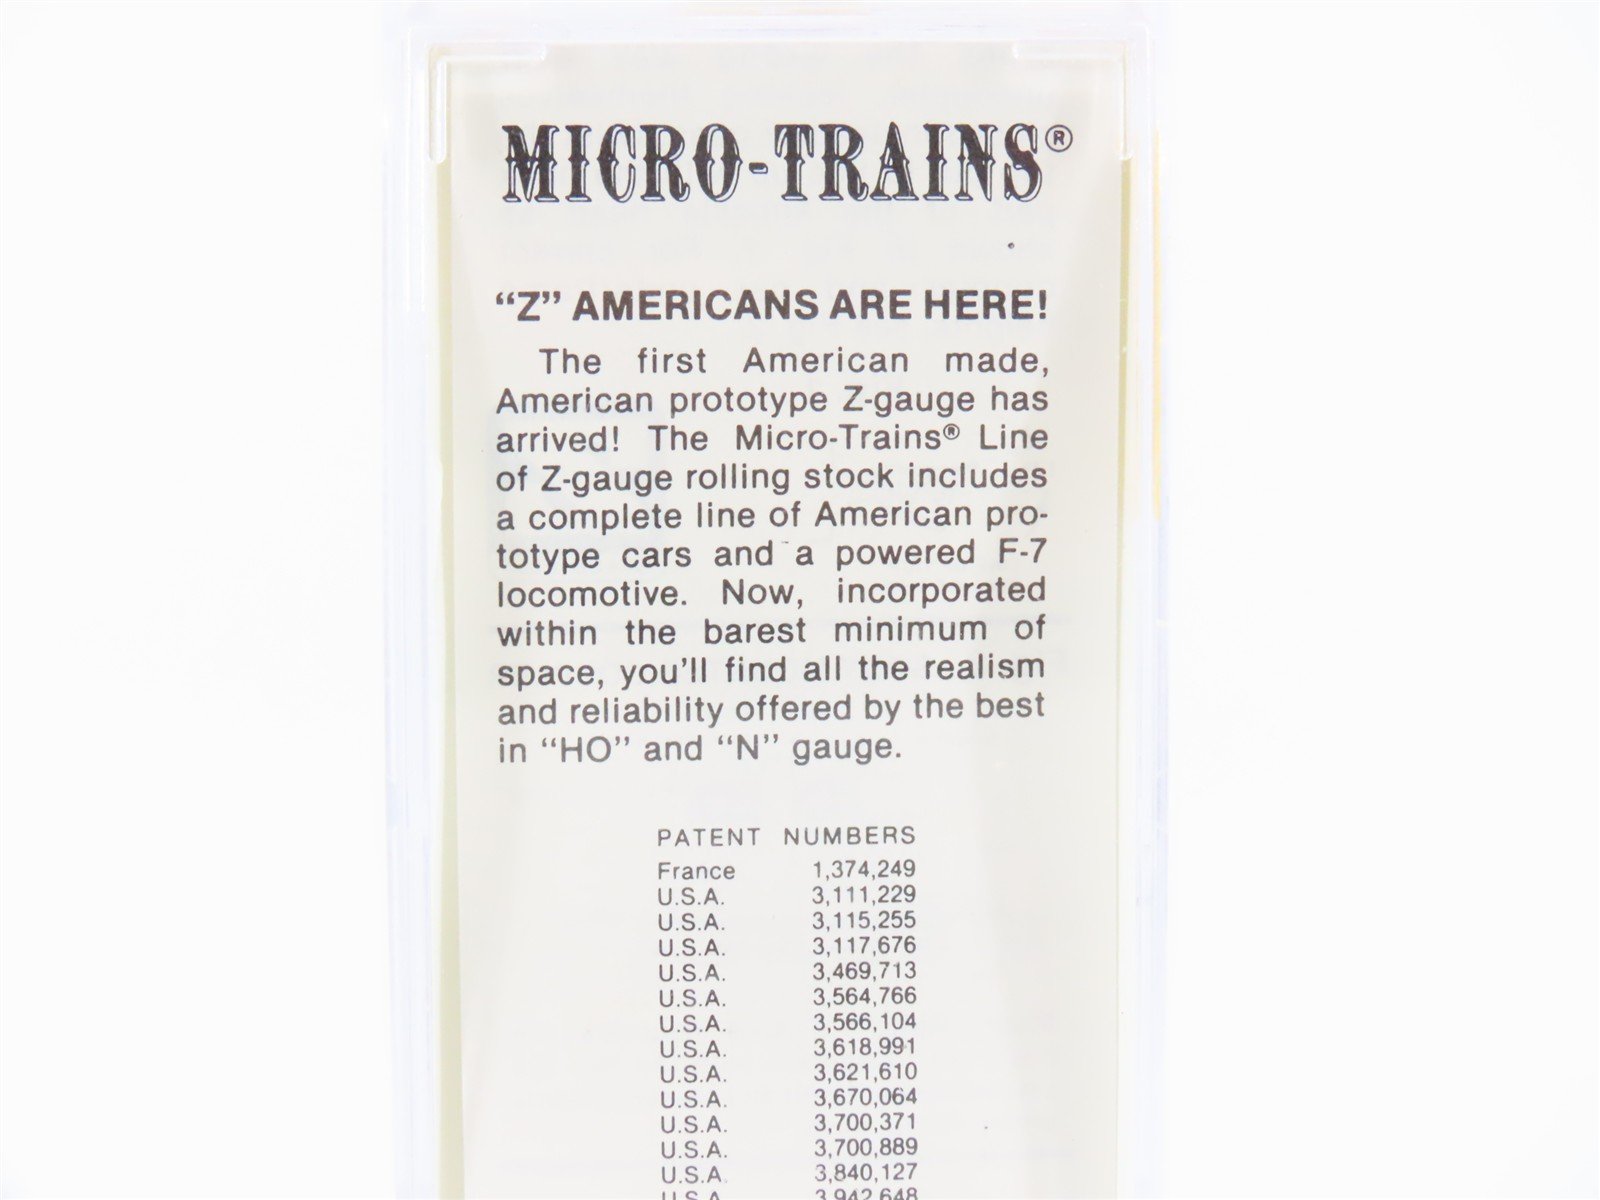 MICRO-TRAINS®
“Z” AMERICANS ARE HERE!
The first American made,
American prototype Z-gauge has
arrived! The Micro-Trains® Line
of Z-gauge rolling stock includes
a complete line of American pro-
totype cars and a powered F-7
locomotive. Now, incorporated
within the barest minimum of
space, you'll find all the realism
and reliability offered by the best
in “HO” and “N” gauge.
PATENT NUMBERS
France 1,374,249
U.S.A. 3,111,229
U.S.A. 3,115,255
U.S.A. 3,117,676
U.S.A. 3,469,713
U.S.A. 3,564,766
U.S.A. 3,566,104
U.S.A. 3,618,991
U.S.A. 3,621,610
U.S.A. 3,670,064
U.S.A. 3,700,371
U.S.A. 3,700,889
U.S.A. 3,840,127
U.S.A. 3,942,648